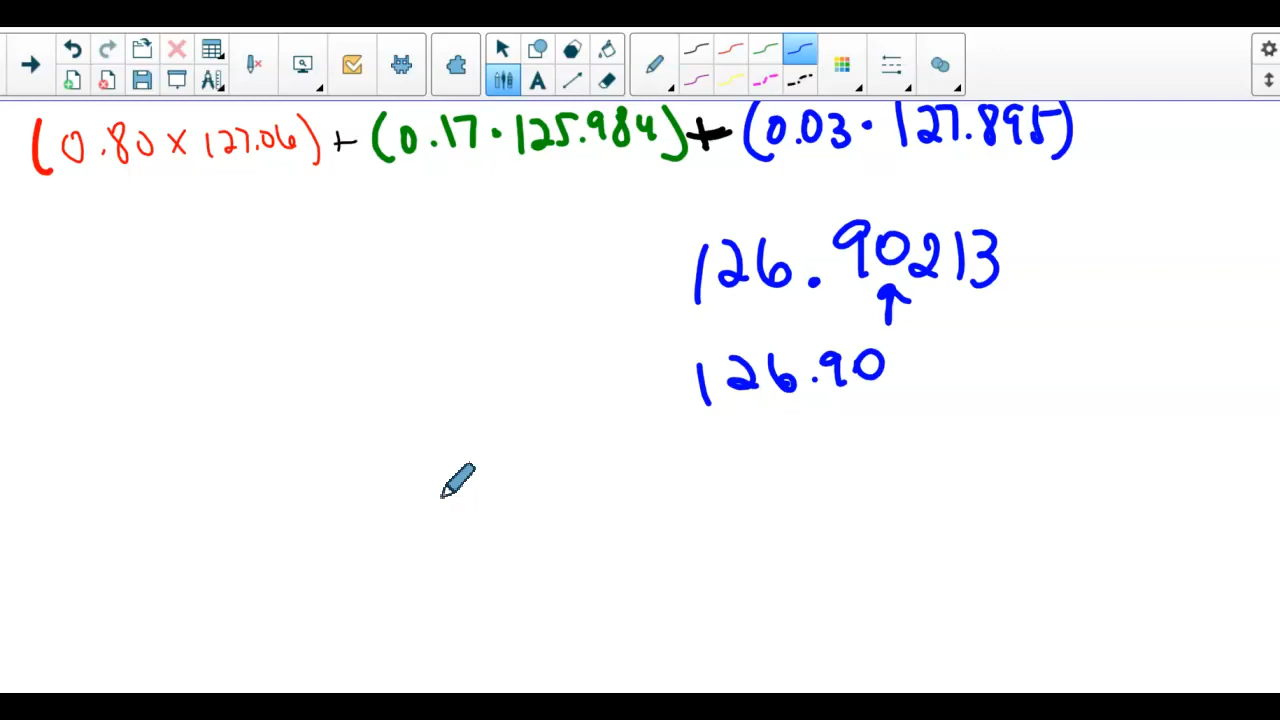 (0.80 × 127.06) + (0.17 · 125.984) + (0.03 · 127.895)
126.90213
126.90